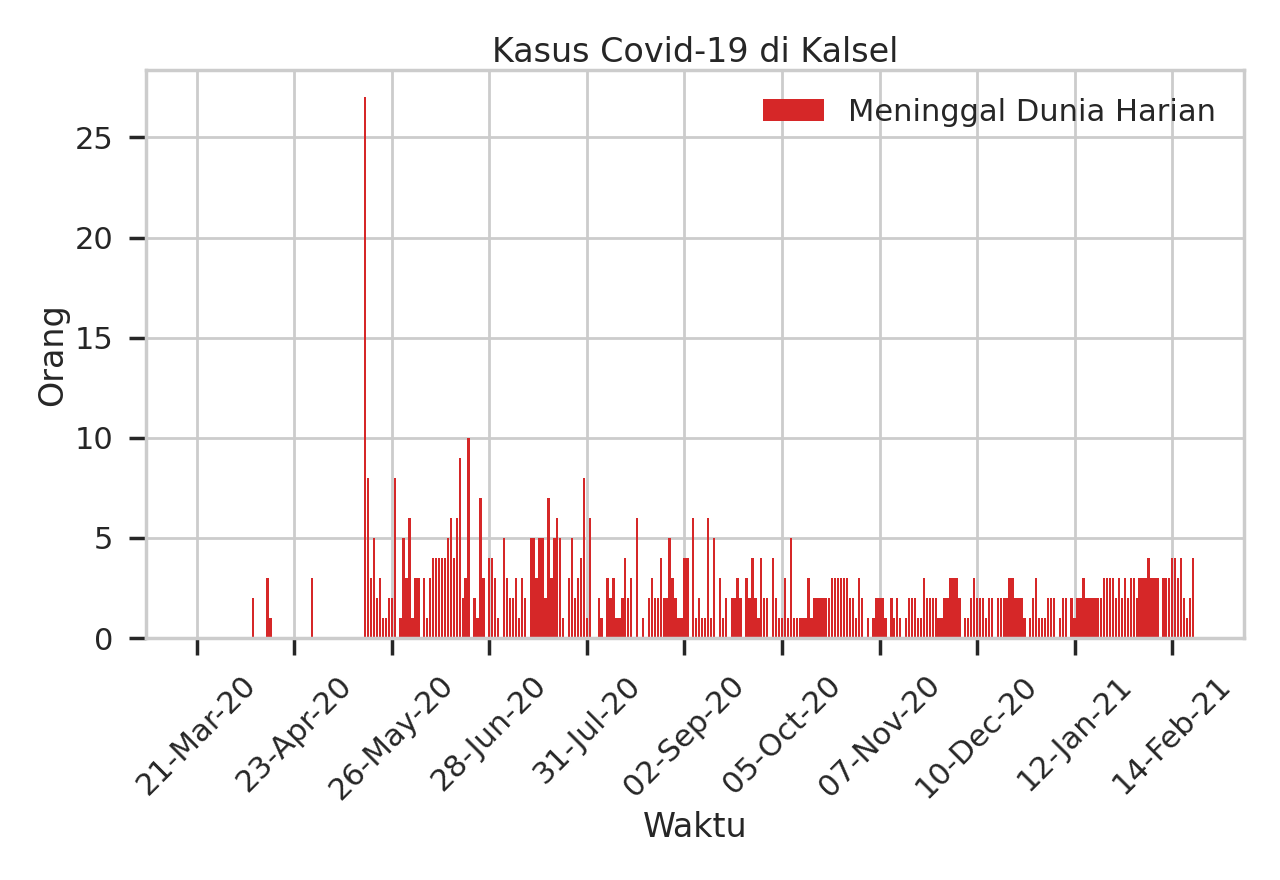 Kasus Covid-19 di Kalsel
Meninggal Dunia Harian
Orang
25
20
15
10
5
0
21-Mar-20
23-Apr-20
26-May-20
28-Jun-20
31-Jul-20
02-Sep-20
05-Oct-20
07-Nov-20
10-Dec-20
12-Jan-21
14-Feb-21
Waktu